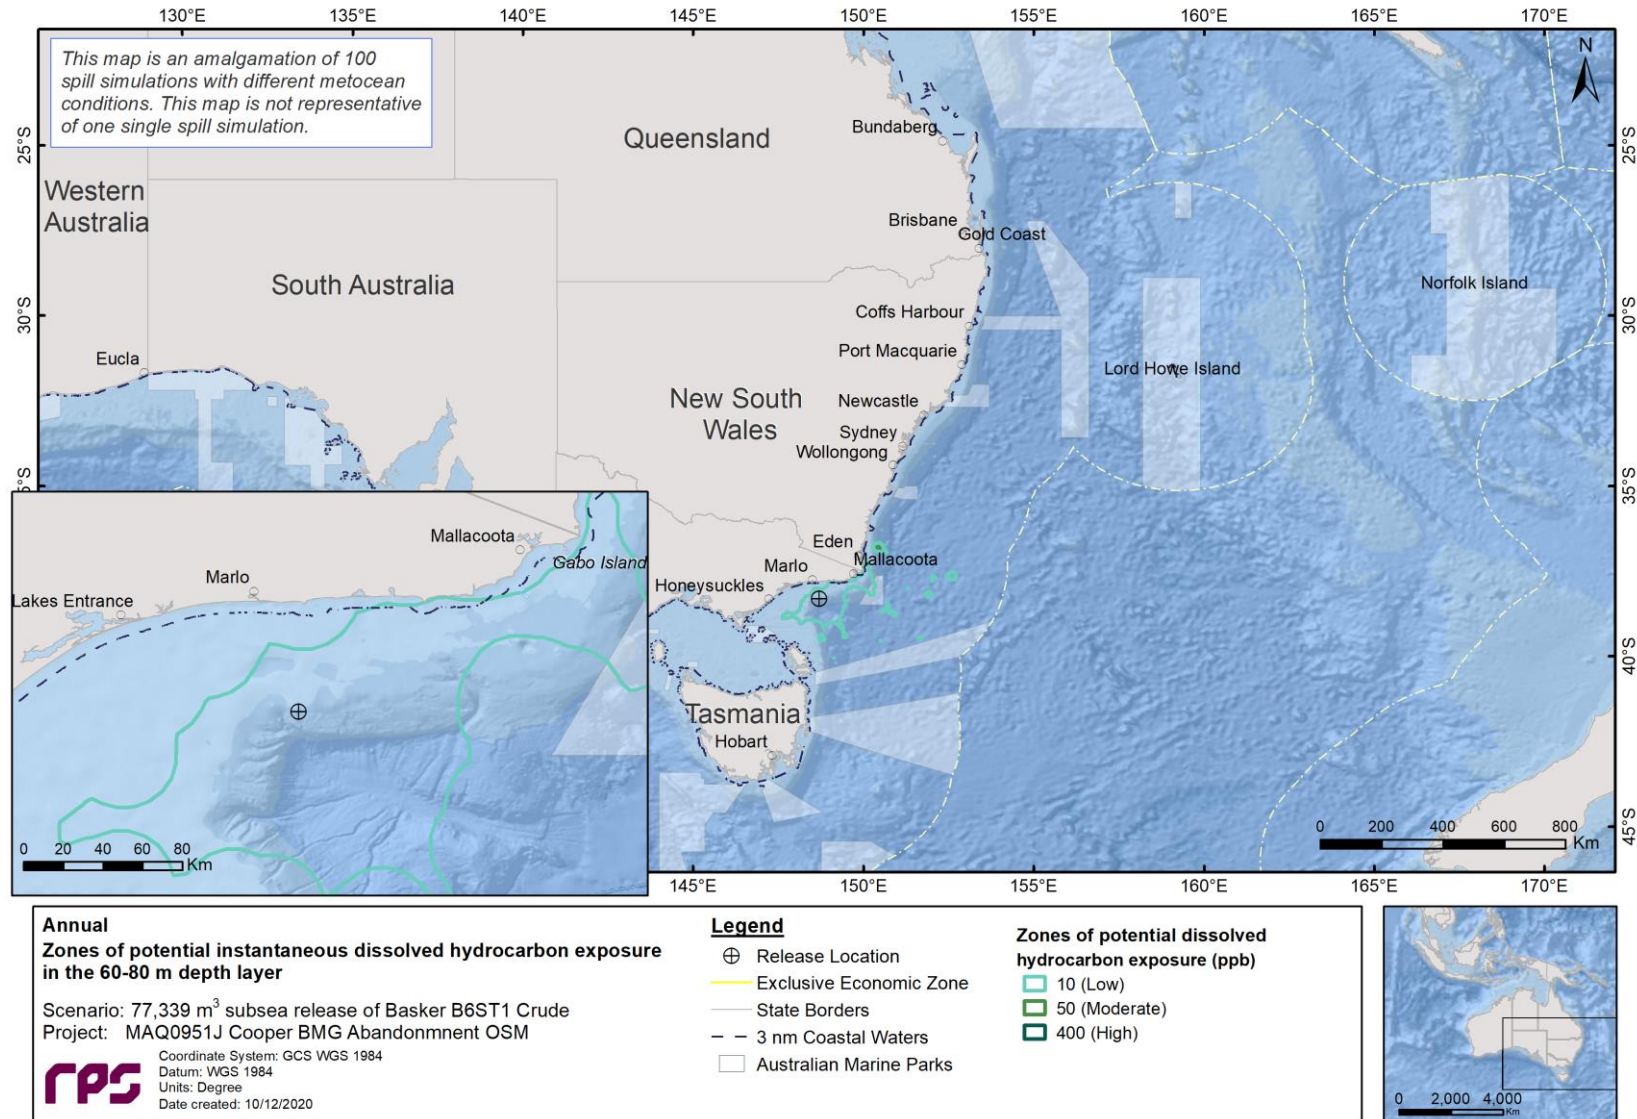 130°E 135°E 140°E 145°E 150°E 155°E 160°E 165°E 170°E
This map is an amalgamation of 100
spill simulations with different metocean
conditions. This map is not representative
of one single spill simulation.
N
Bundaberg
Queensland
25°S
25°S
Western
Australia
Brisbane
Gold Coast
South Australia
Norfolk Island
Coffs Harbour
30°S
30°S
Port Macquarie
Eucla
Lord Howe Island
New South
Wales
Newcastle
Sydney
Wollongong
35°S
35°S
Eden
Mallacoota
Marlo
Honeysuckles
Mallacoota
Gabo Island
Marlo
Lakes Entrance
40°S
Tasmania
Hobart
0 20 40 60 80
Km
0 200 400 600 800
Km
45°S
145°E 150°E 155°E 160°E 165°E 170°E
Annual
Zones of potential instantaneous dissolved hydrocarbon exposure
in the 60-80 m depth layer
Scenario: 77,339 m³ subsea release of Basker B6ST1 Crude
Project: MAQ0951J Cooper BMG Abandonmnent OSM
rps
Coordinate System: GCS WGS 1984
Datum: WGS 1984
Units: Degree
Date created: 10/12/2020
Legend
Release Location
Exclusive Economic Zone
State Borders
3 nm Coastal Waters
Australian Marine Parks
Zones of potential dissolved
hydrocarbon exposure (ppb)
10 (Low)
50 (Moderate)
400 (High)
0 2,000 4,000
Km